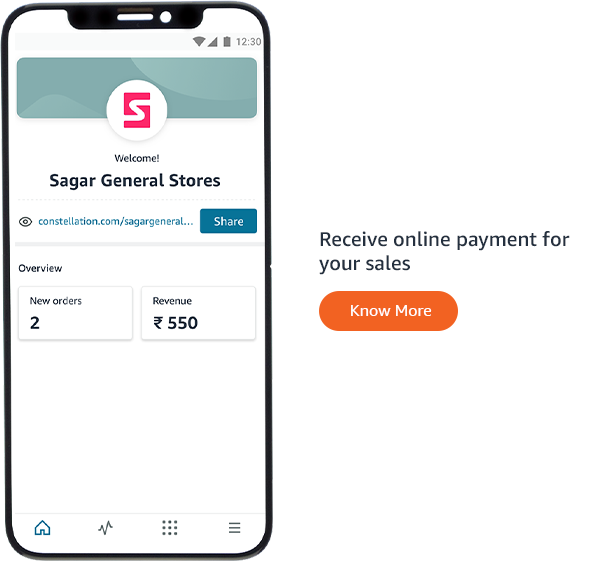 12:30
Welcome!
Sagar General Stores
constellation.com/sagargeneral...
Share
Overview
New orders
2
Revenue
₹ 550
Receive online payment for
your sales
Know More